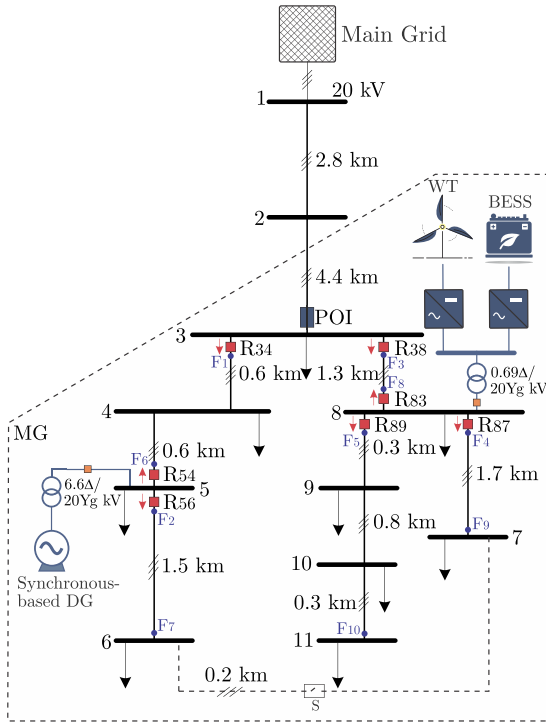 Main Grid
20 kV
1
2.8 km
WT
BESS
2
4.4 km
POI
3
R34
R38
F1
F3
0.6 km
1.3 km
F8
0.69Δ/
20Yg kV
R83
4
8
MG
R89
R87
F5
F4
0.6 km
0.3 km
F6
R54
1.7 km
6.6Δ/
20Yg kV
5
9
R56
F2
0.8 km
F9
7
Synchronous-
based DG
1.5 km
10
0.3 km
F7
F10
6
11
0.2 km
S